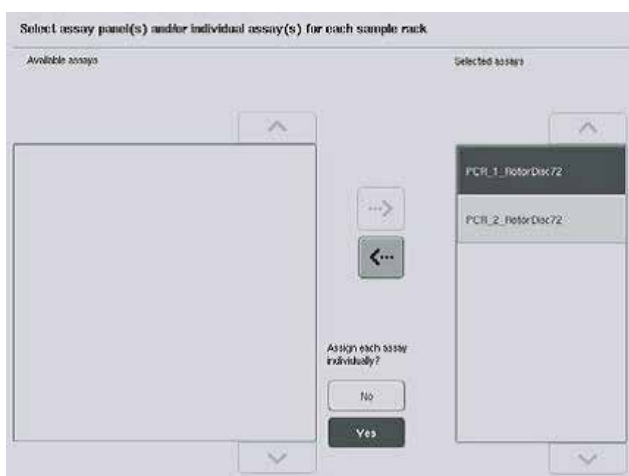 Select assay panel(s) and/or individual assay(s) for each sample rack
Available assays
Selected assays
PCR_1_RotorDisc72
PCR_2_RotorDisc72
Assign each assay
individually?
No
Yes